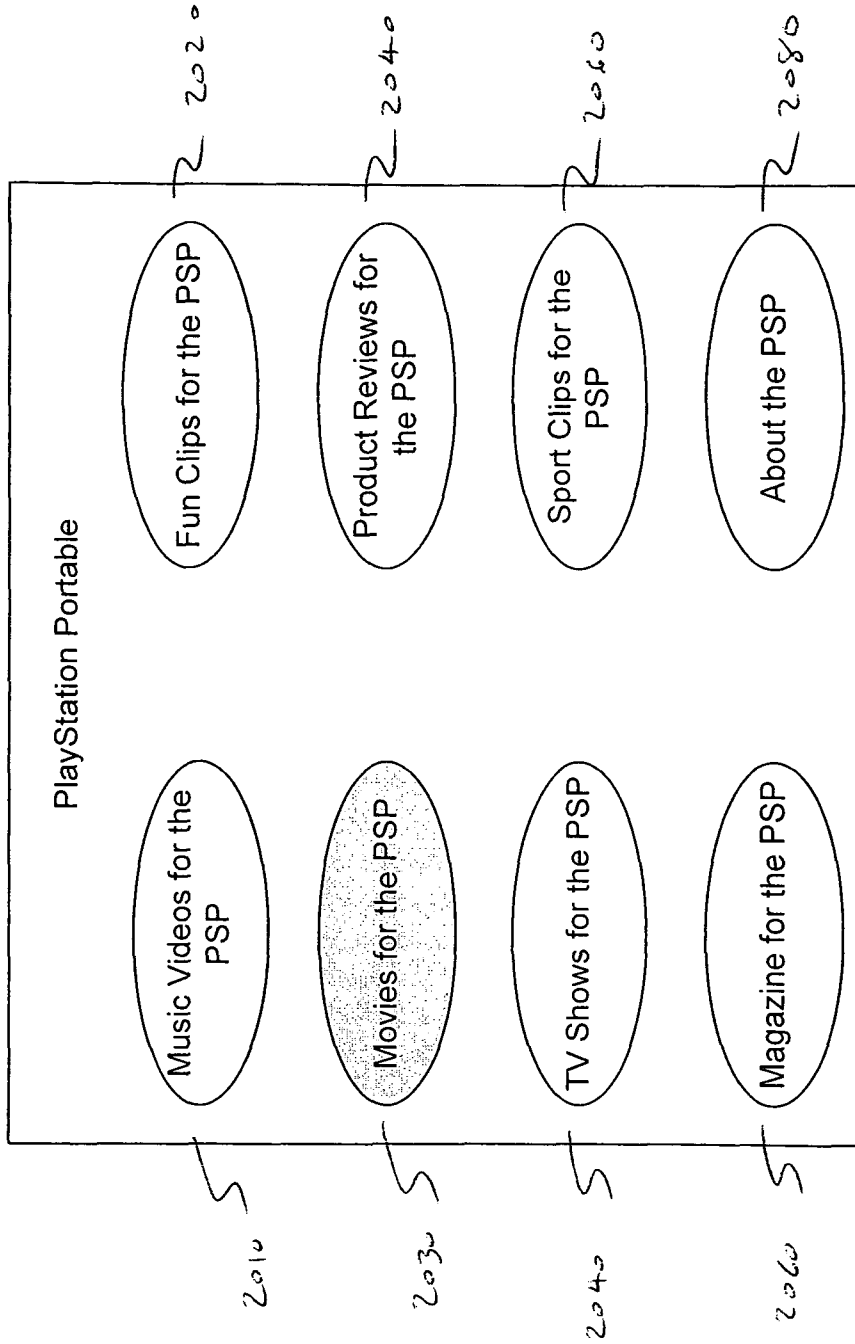 PlayStation Portable
2010
Music Videos for the
PSP
Fun Clips for the PSP
2020
2030
Movies for the PSP
Product Reviews for
the PSP
2040
2040
TV Shows for the PSP
Sport Clips for the
PSP
2060
2060
Magazine for the PSP
About the PSP
2080